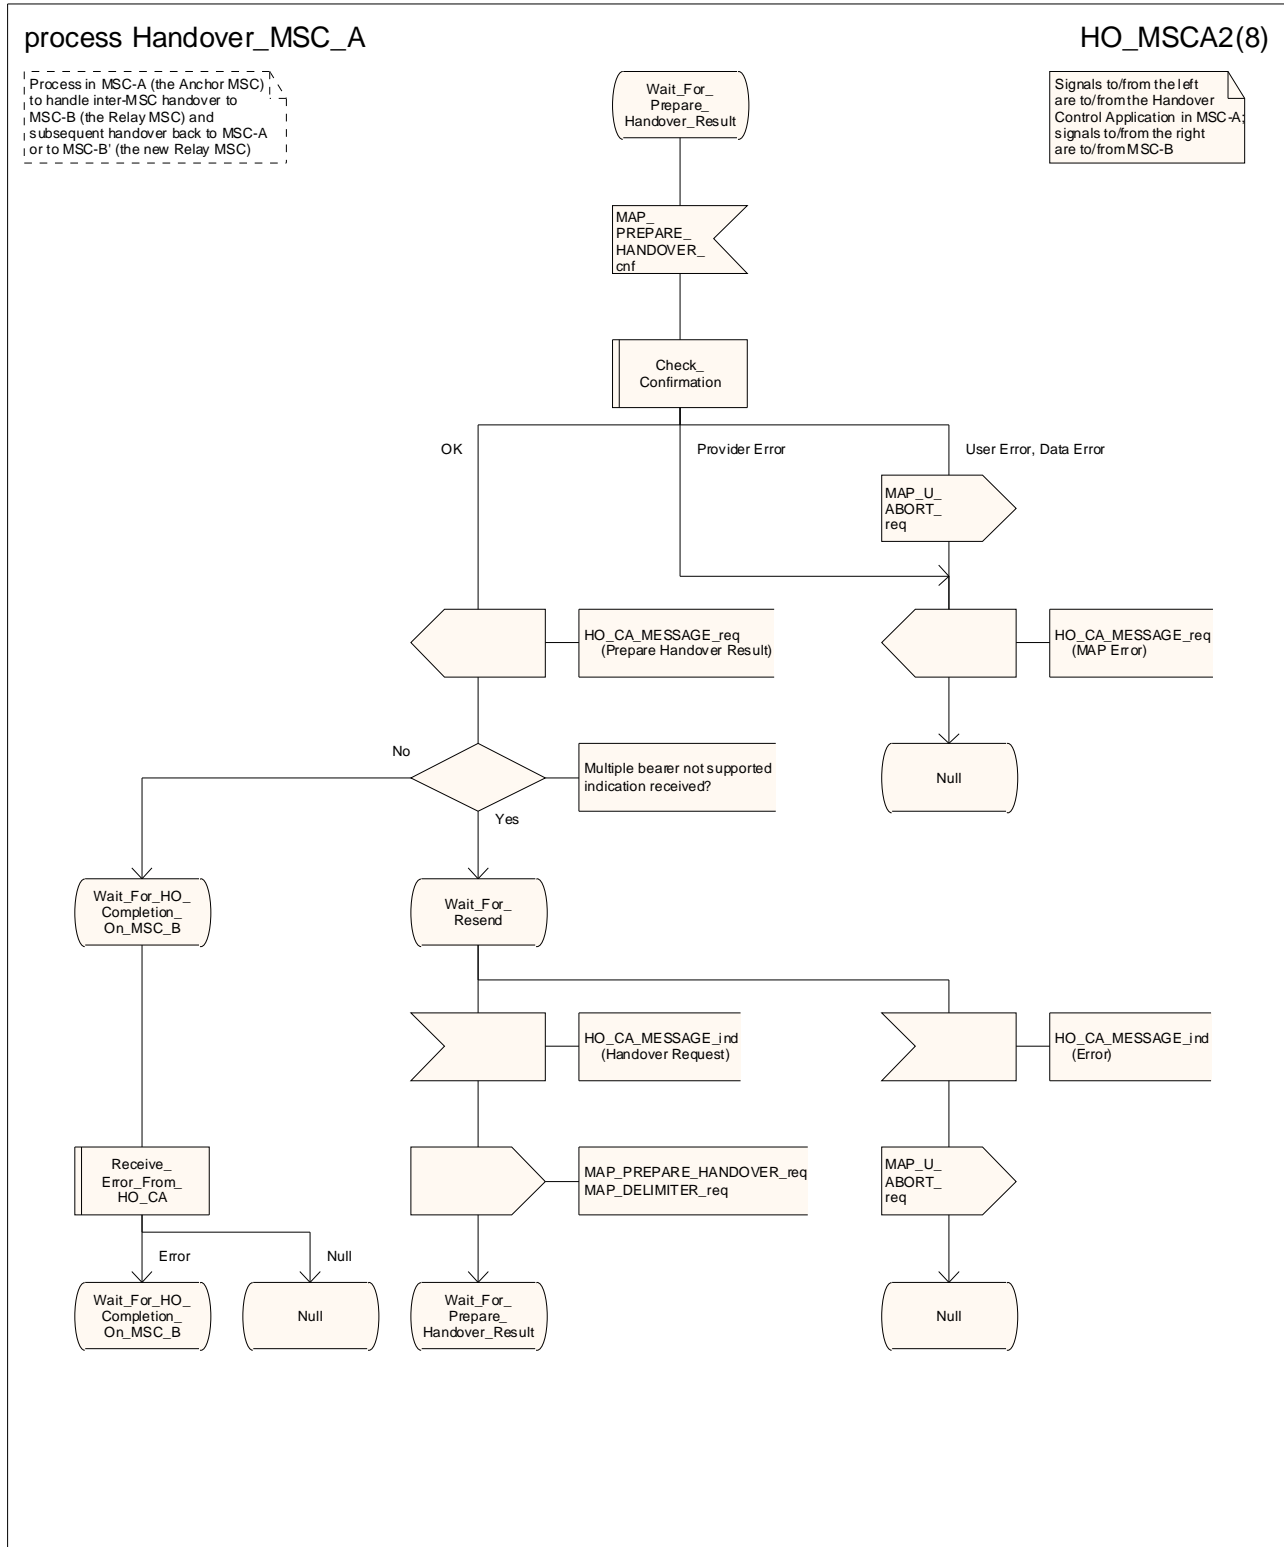 process Handover_MSC_A
HO_MSCA2(8)
Process in MSC-A (the Anchor MSC)
to handle inter-MSC handover to
MSC-B (the Relay MSC) and
subsequent handover back to MSC-A
or to MSC-B' (the new Relay MSC)
Wait_For_
Prepare_
Handover_Result
Signals to/from the left
are to/from the Handover
Control Application in MSC-A;
signals to/from the right
are to/from MSC-B
MAP_
PREPARE_
HANDOVER_
cnf
Check_
Confirmation
OK
Provider Error
User Error, Data Error
MAP_U_
ABORT_
req
HO_CA_MESSAGE_req
(Prepare Handover Result)
HO_CA_MESSAGE_req
(MAP Error)
No
Multiple bearer not supported
indication received?
Null
Yes
Wait_For_HO_
Completion_
On_MSC_B
Wait_For_
Resend
HO_CA_MESSAGE_ind
(Handover Request)
HO_CA_MESSAGE_ind
(Error)
Receive_
Error_From_
HO_CA
MAP_PREPARE_HANDOVER_req
MAP_DELIMITER_req
MAP_U_
ABORT_
req
Error
Null
Wait_For_HO_
Completion_
On_MSC_B
Null
Wait_For_
Prepare_
Handover_Result
Null